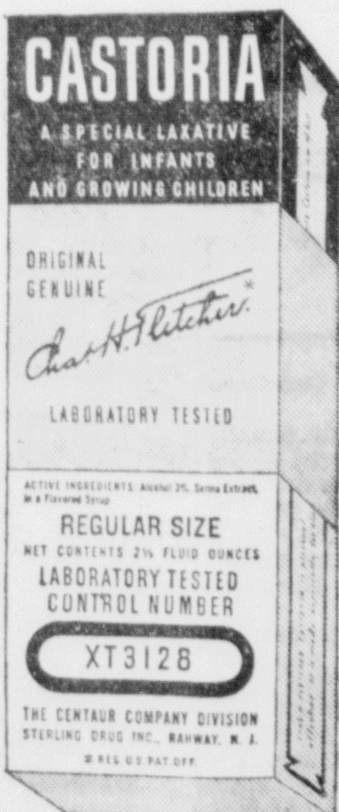 CASTORIA
A SPECIAL LAXATIVE
FOR INFANTS
AND GROWING CHILDREN
ORIGINAL
GENUINE
Chas. H. Fletcher.*
LABORATORY TESTED
ACTIVE INGREDIENTS: Alcohol 3%, Senna Extract,
in a Flavored Syrup
REGULAR SIZE
NET CONTENTS 2½ FLUID OUNCES
LABORATORY TESTED
CONTROL NUMBER
XT3128
THE CENTAUR COMPANY DIVISION
STERLING DRUG INC., RAHWAY, N. J.
REG. U.S. PAT. OFF.